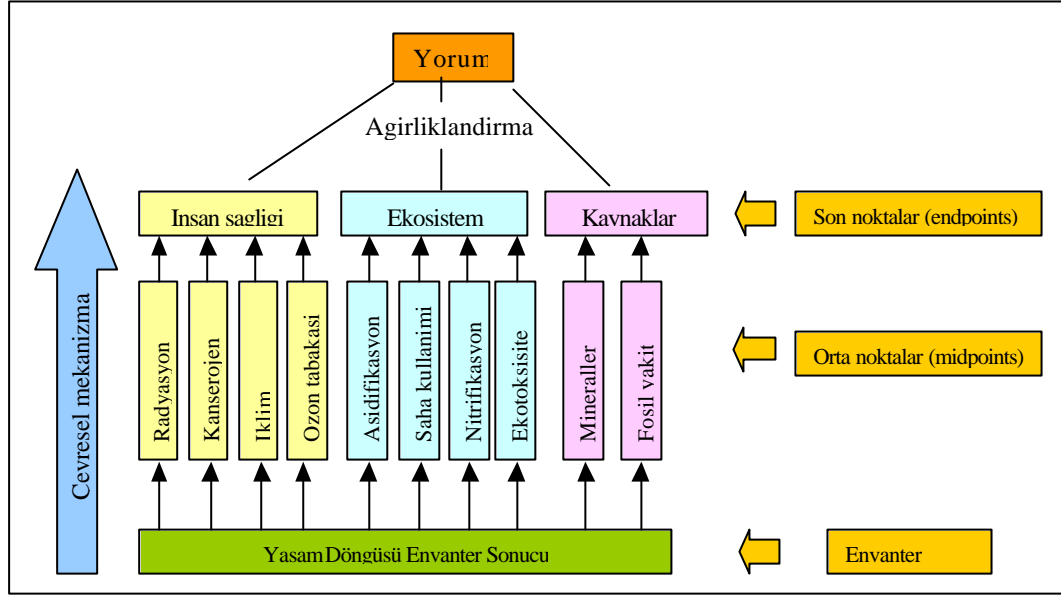 Yorum
Agirliklandirma
Insan sagligi
Ekosistem
Kaynaklar
Son noktalar (endpoints)
Cevresel mekanizma
Radyasyon
Kanserojen
Iklim
Ozon tabakasi
Asidifikasyon
Saha kullanimi
Nitrifikasyon
Ekotoksisite
Mineraller
Fosil vakit
Orta noktalar (midpoints)
Yasam Döngüsü Envanter Sonucu
Envanter